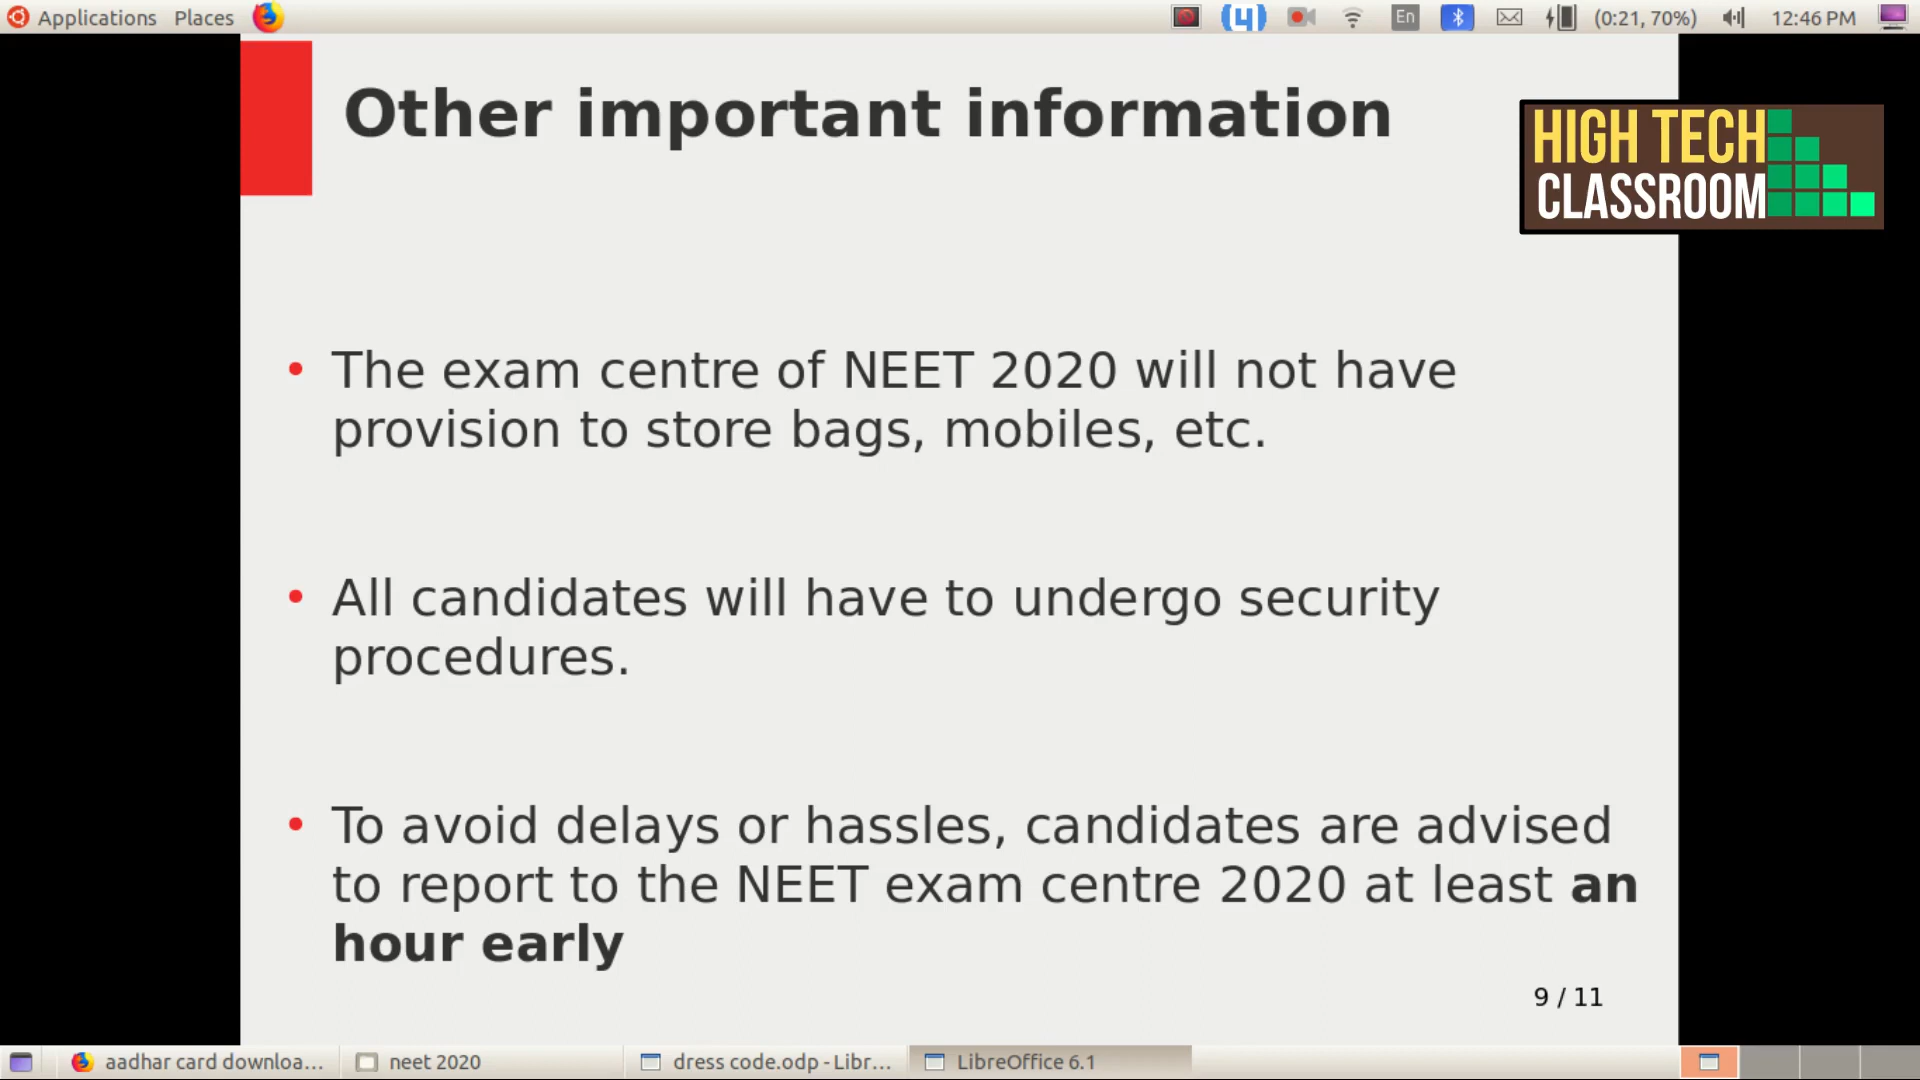 Applications Places En (0:21, 70%) 12:46 PM
Other important information
HIGH TECH
CLASSROOM
• The exam centre of NEET 2020 will not have
provision to store bags, mobiles, etc.
• All candidates will have to undergo security
procedures.
• To avoid delays or hassles, candidates are advised
to report to the NEET exam centre 2020 at least an
hour early
9 / 11
aadhar card downloa... neet 2020 dress code.odp - Libr... LibreOffice 6.1